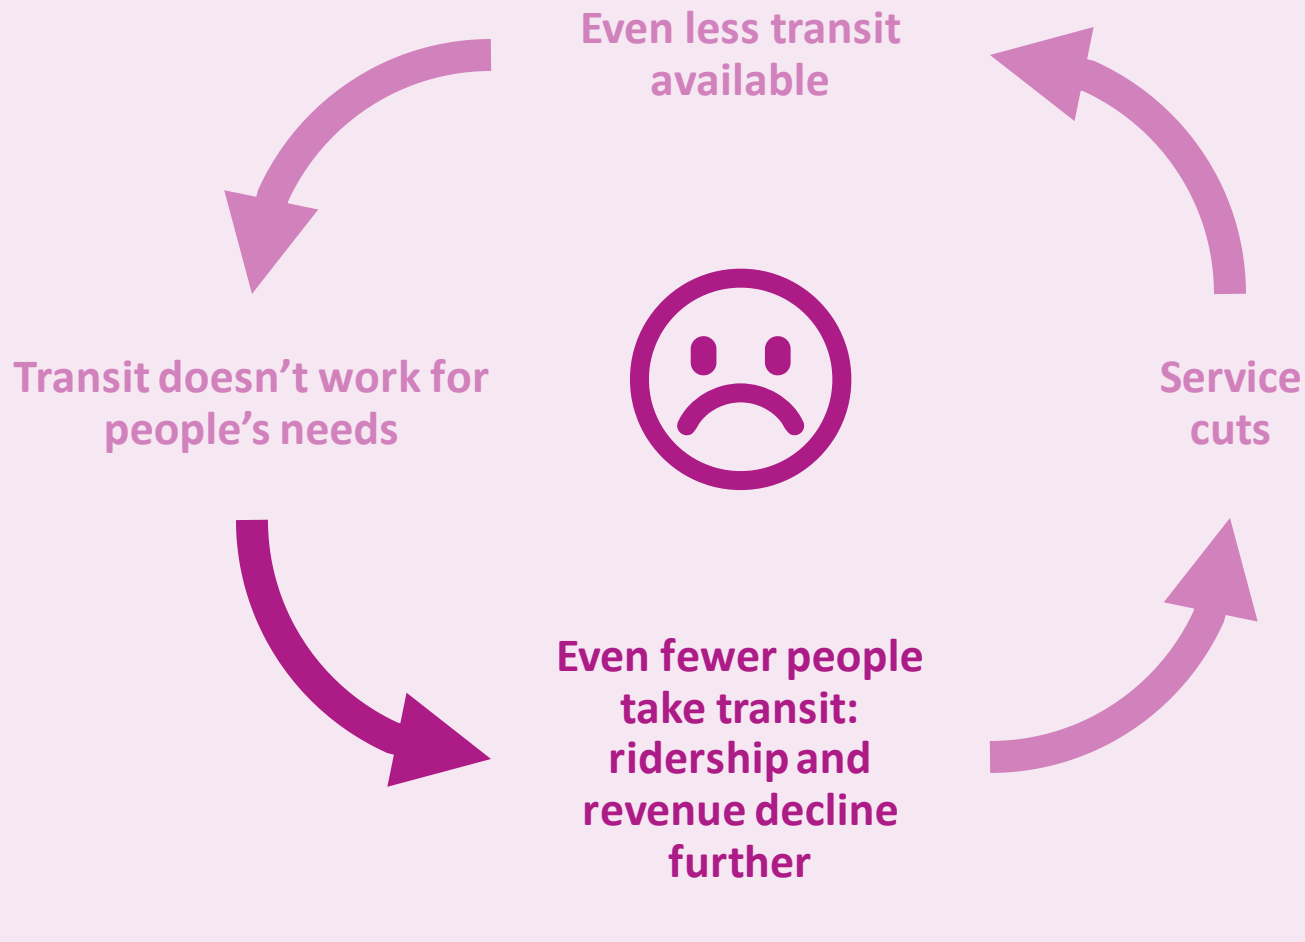 Even less transit
available
Transit doesn’t work for
people’s needs
Service
cuts
Even fewer people
take transit:
ridership and
revenue decline
further